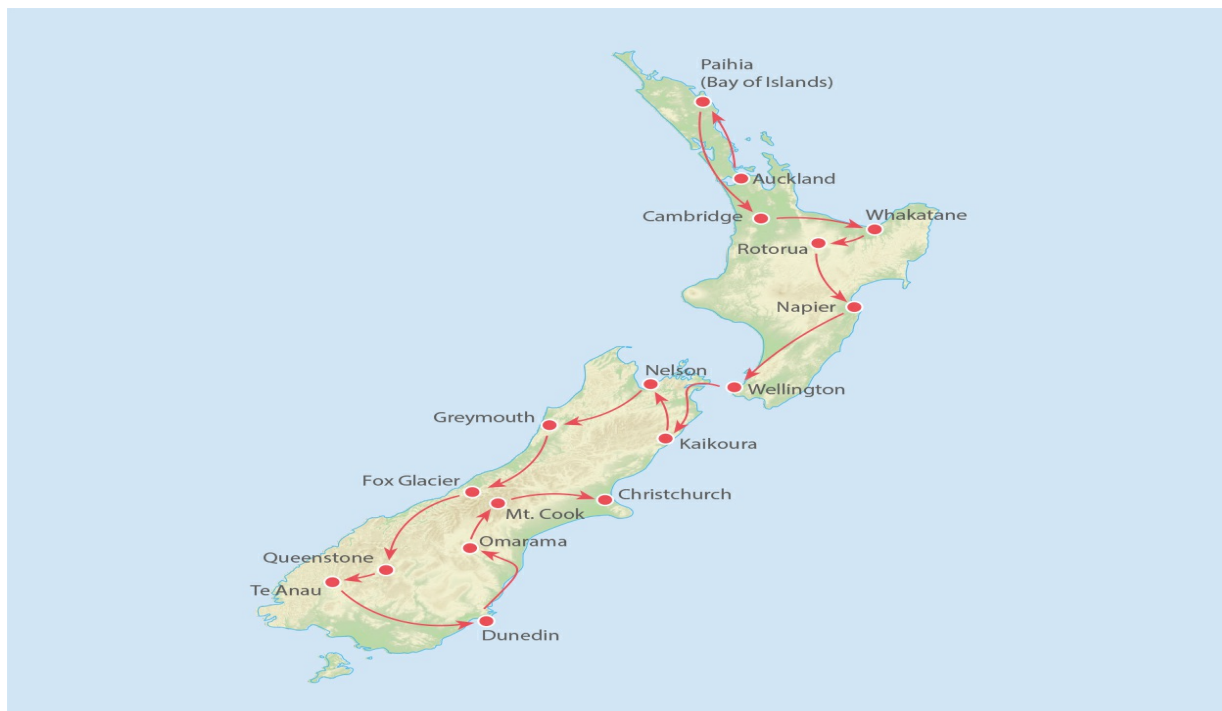 Paihia
(Bay of Islands)
Auckland
Cambridge
Whakatane
Rotorua
Napier
Nelson
Wellington
Greymouth
Kaikoura
Fox Glacier
Christchurch
Mt. Cook
Omarama
Queenstone
Te Anau
Dunedin